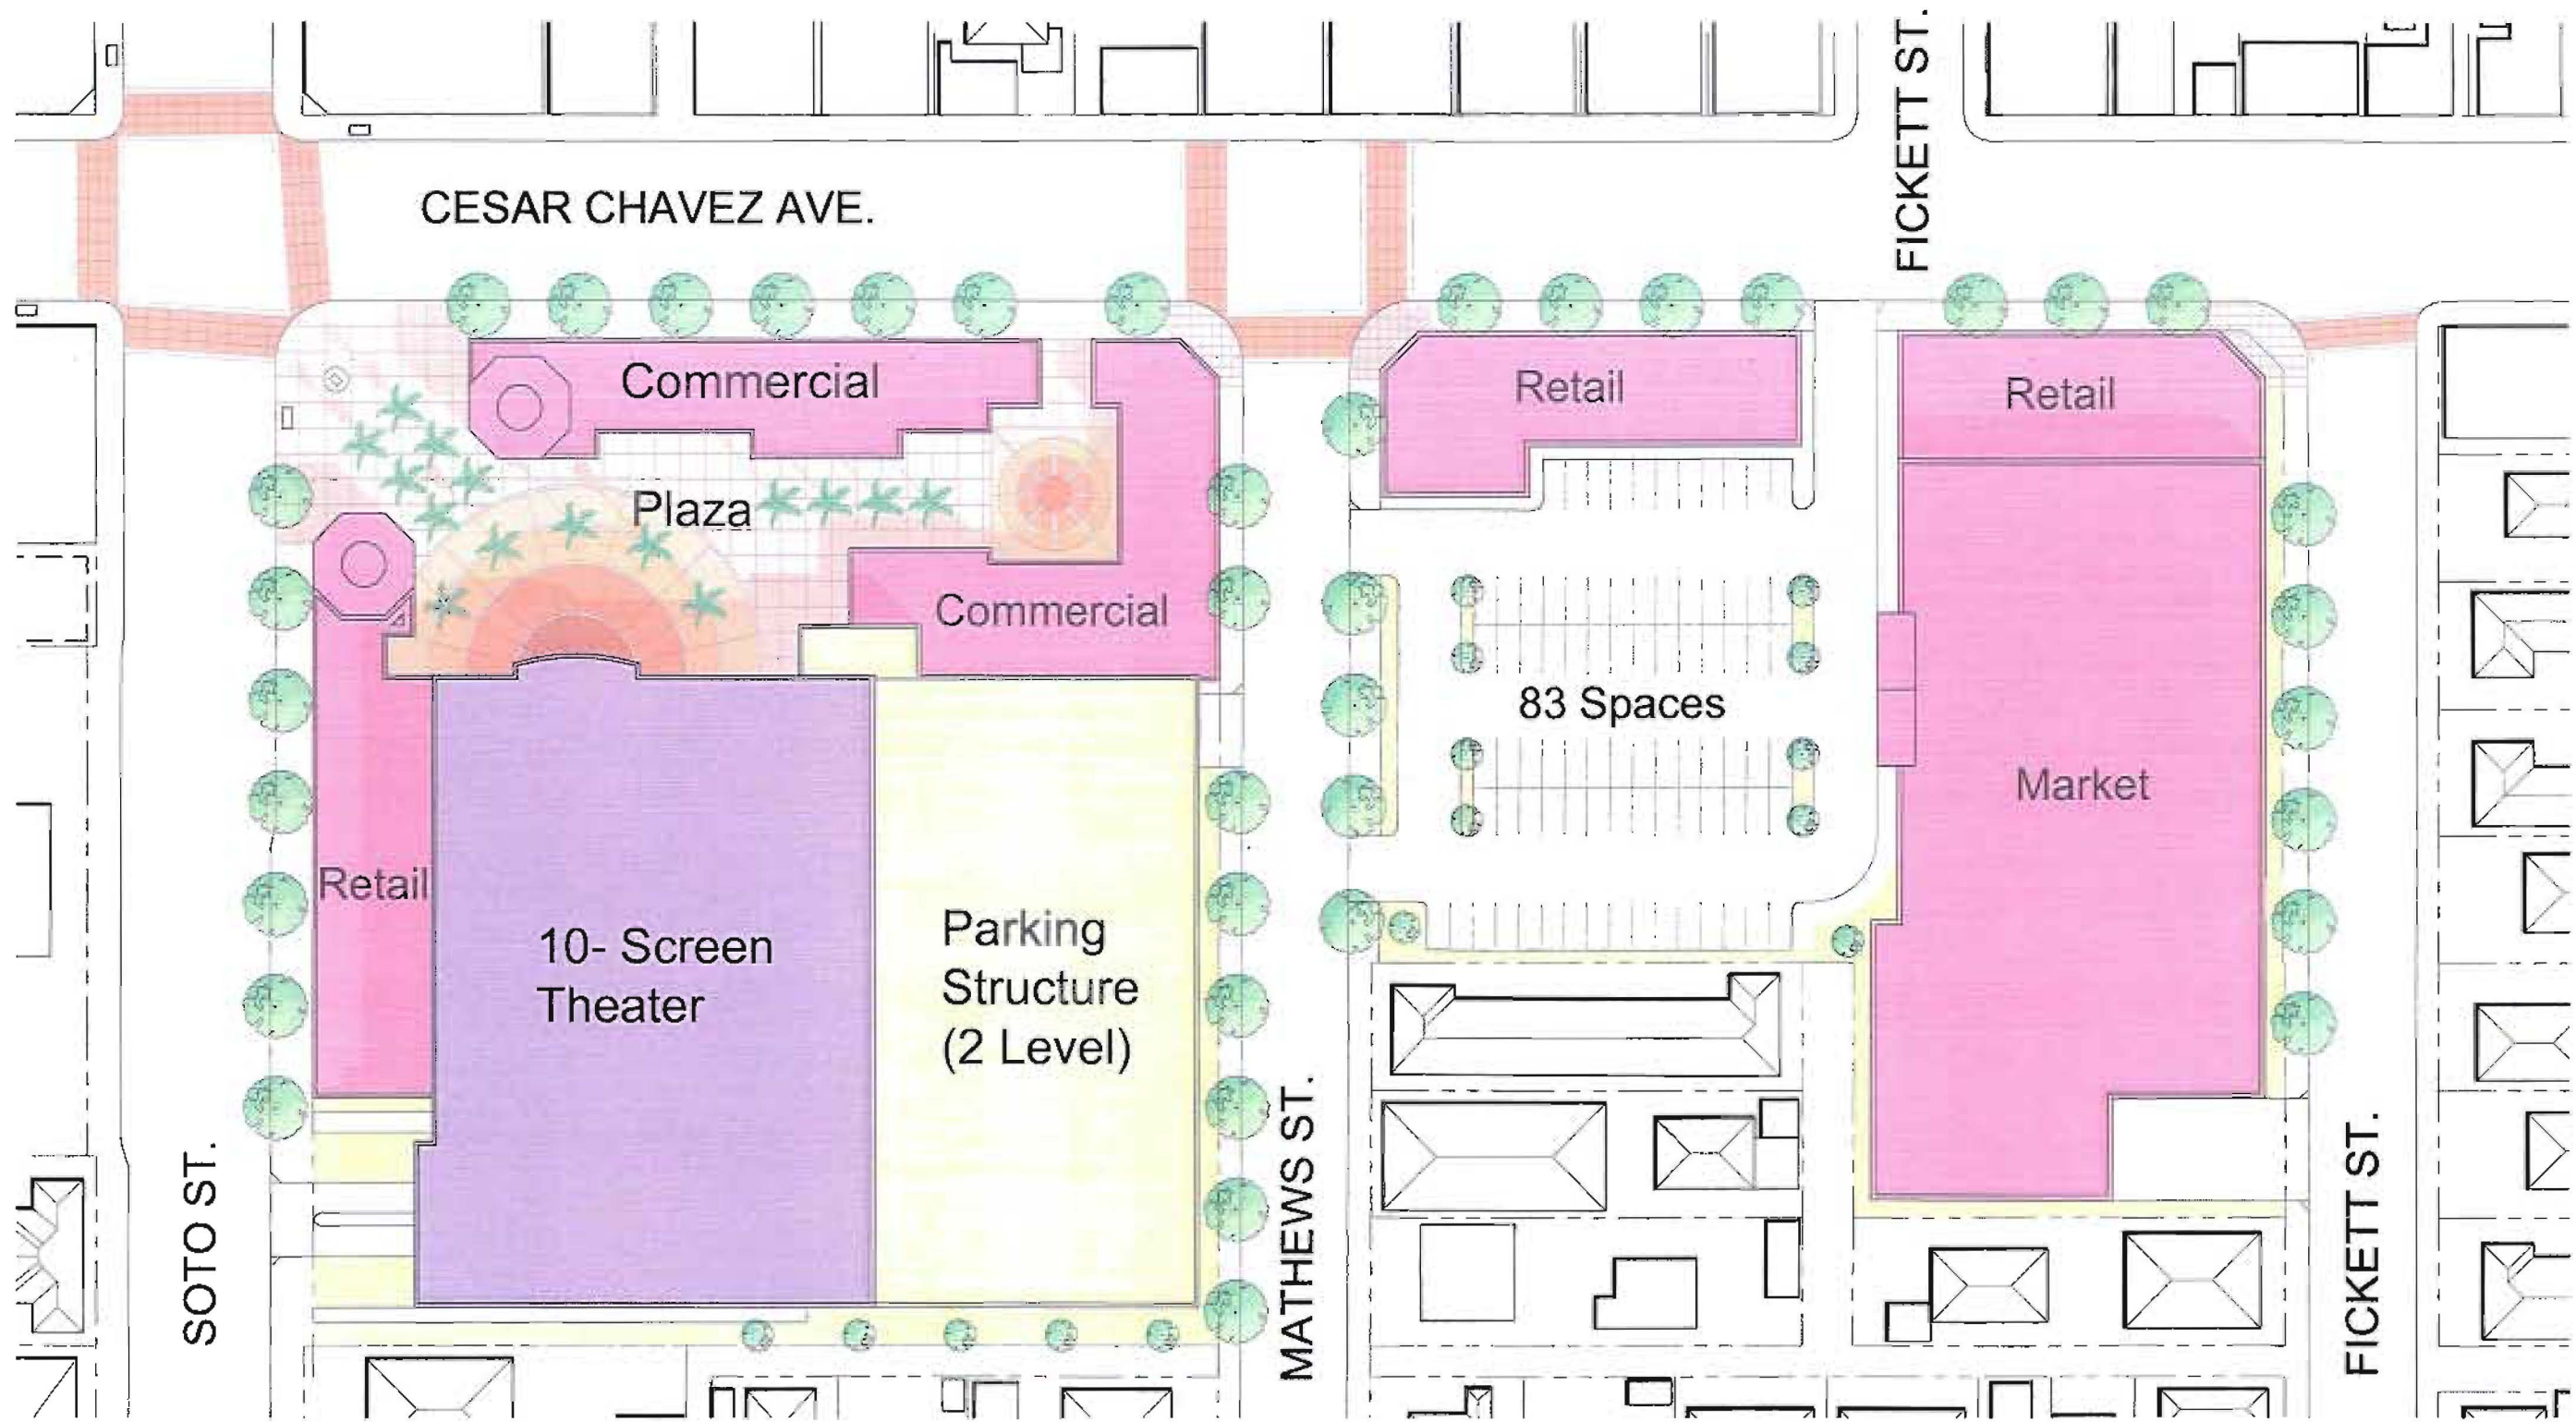 FICKETT ST.
CESAR CHAVEZ AVE.
Commercial
Retail
Retail
Plaza
Commercial
83 Spaces
Market
Retail
10- Screen
Theater
Parking
Structure
(2 Level)
SOTO ST.
MATHEWS ST.
FICKETT ST.